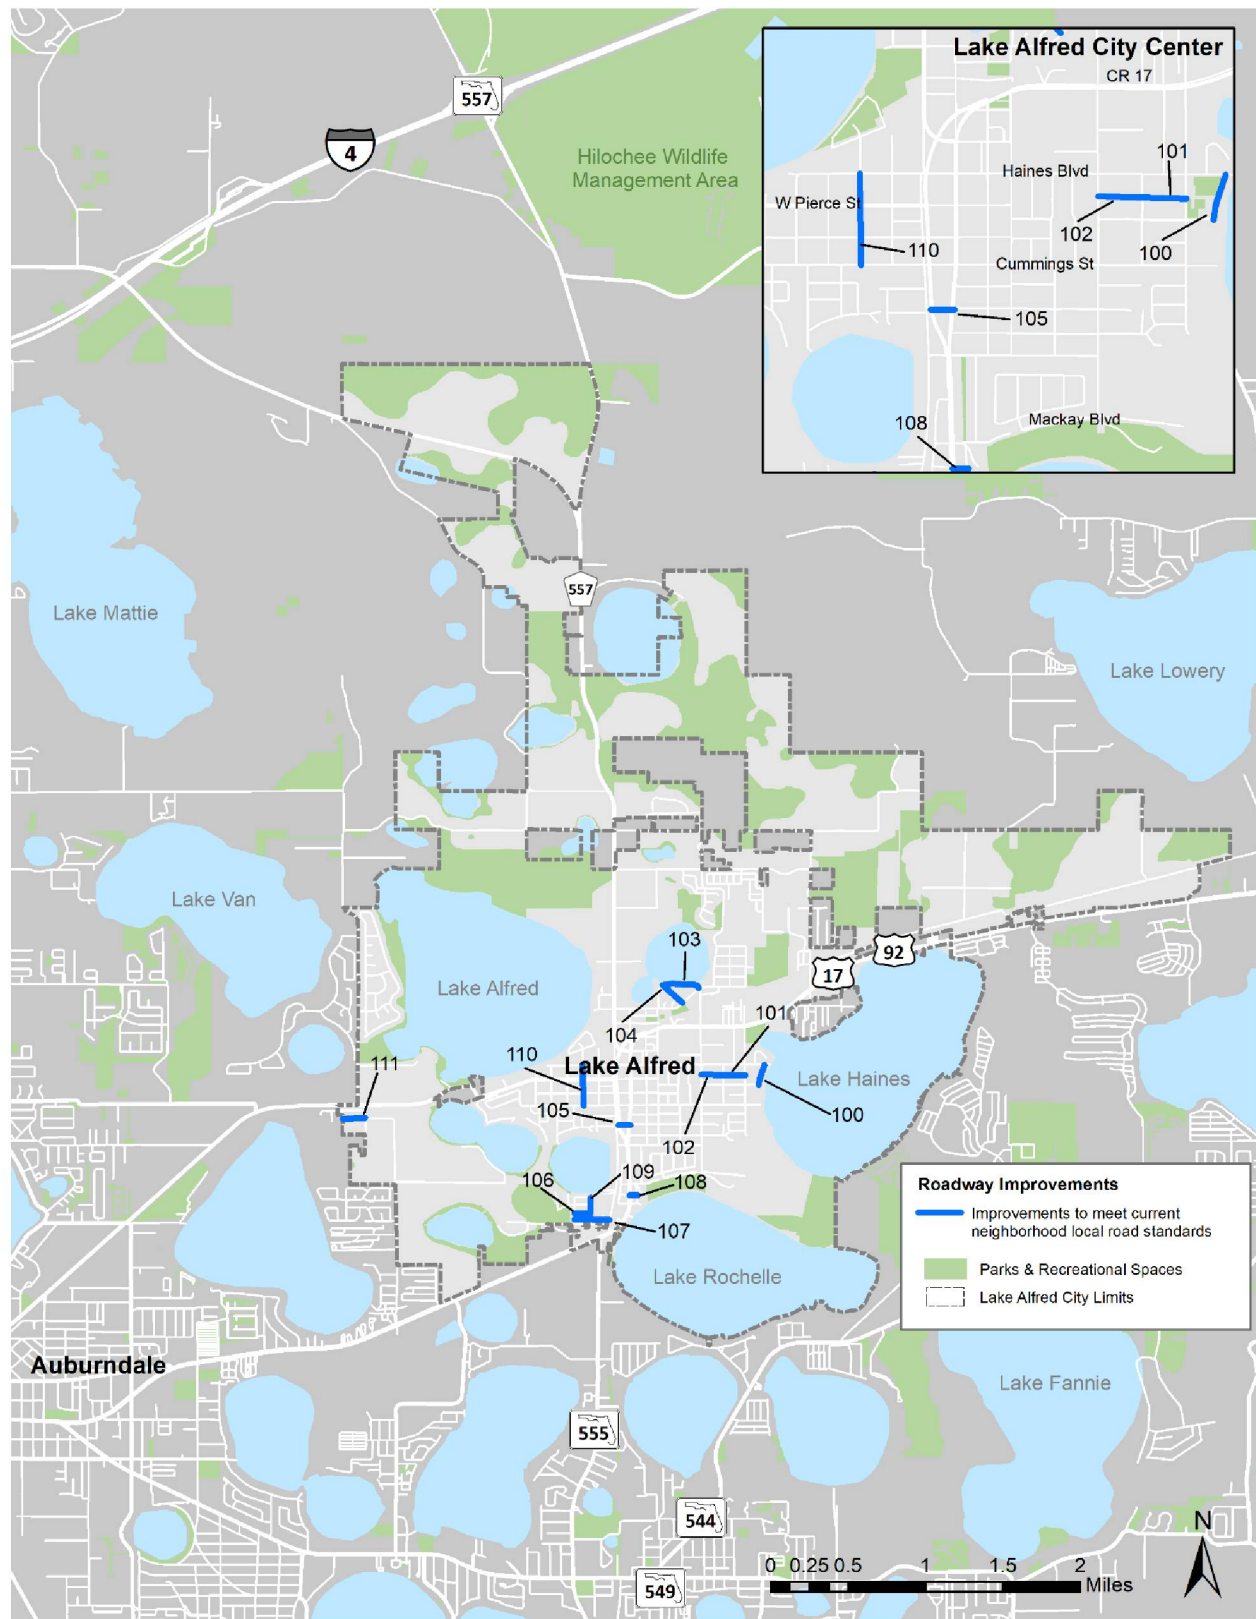 557
4
Hilochee Wildlife
Management Area
Lake Alfred City Center
CR 17
101
Haines Blvd
W Pierce St
102
100
110
Cummings St
105
Mackay Blvd
108
557
Lake Mattie
Lake Lowery
Lake Van
103
92
17
Lake Alfred
104
101
110
Lake Alfred
111
Lake Haines
105
100
102
109
106
108
107
Lake Rochelle
Roadway Improvements
Improvements to meet current
neighborhood local road standards
Parks & Recreational Spaces
Lake Alfred City Limits
Auburndale
Lake Fannie
555
544
549
N
0 0.25 0.5 1 1.5 2
Miles